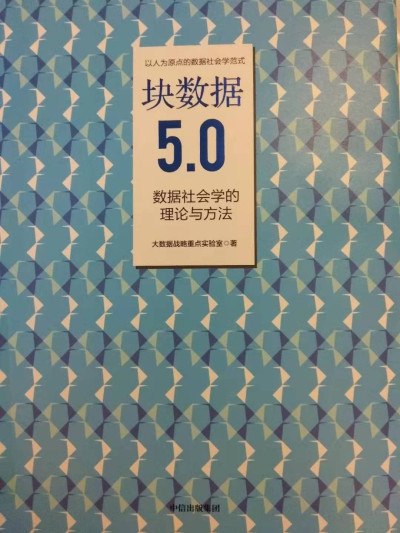 以人为原点的数据社会学范式
块数据
5.0
数据社会学的
理论与方法
大数据战略重点实验室◎著
中信出版集团